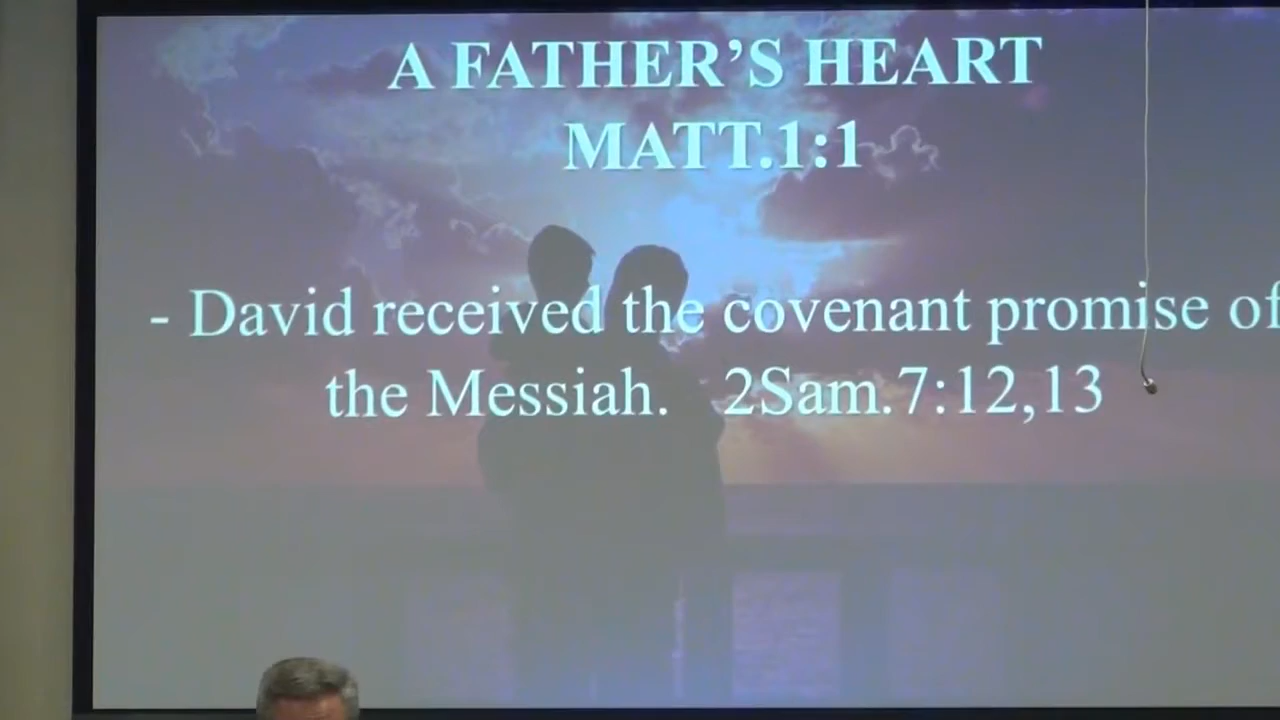 A FATHER'S HEART
MATT.1:1
- David received the covenant promise of
the Messiah. 2Sam.7:12,13